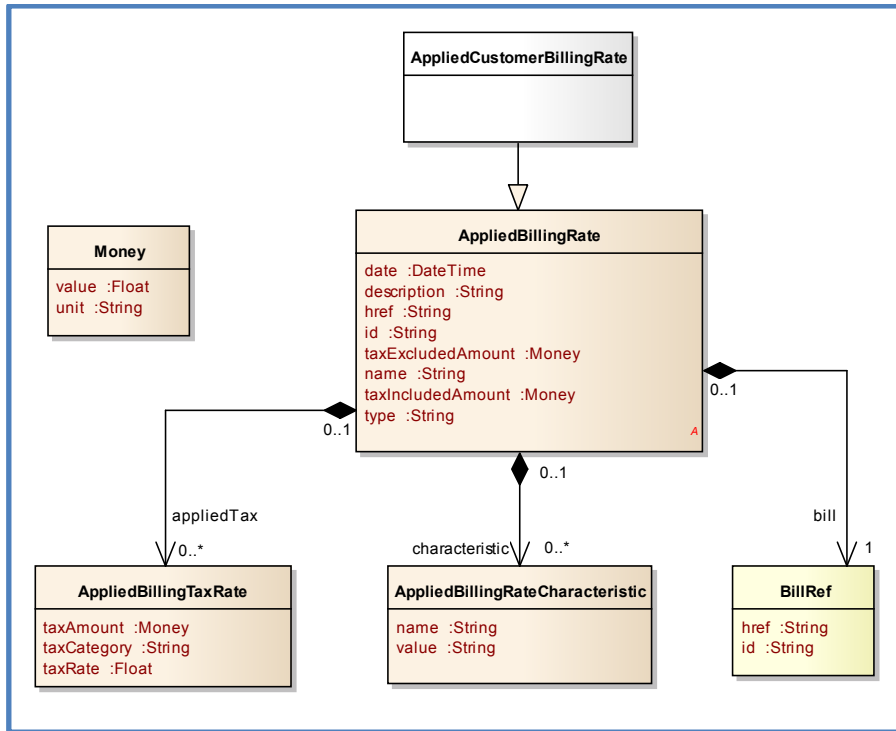 AppliedCustomerBillingRate
AppliedBillingRate
date :DateTime
description :String
href :String
id :String
taxExcludedAmount :Money
name :String
taxIncludedAmount :Money
type :String
A
Money
value :Float
unit :String
0..1
0..1
0..1
appliedTax
0..*
characteristic
0..*
bill
1
AppliedBillingTaxRate
taxAmount :Money
taxCategory :String
taxRate :Float
AppliedBillingRateCharacteristic
name :String
value :String
BillRef
href :String
id :String